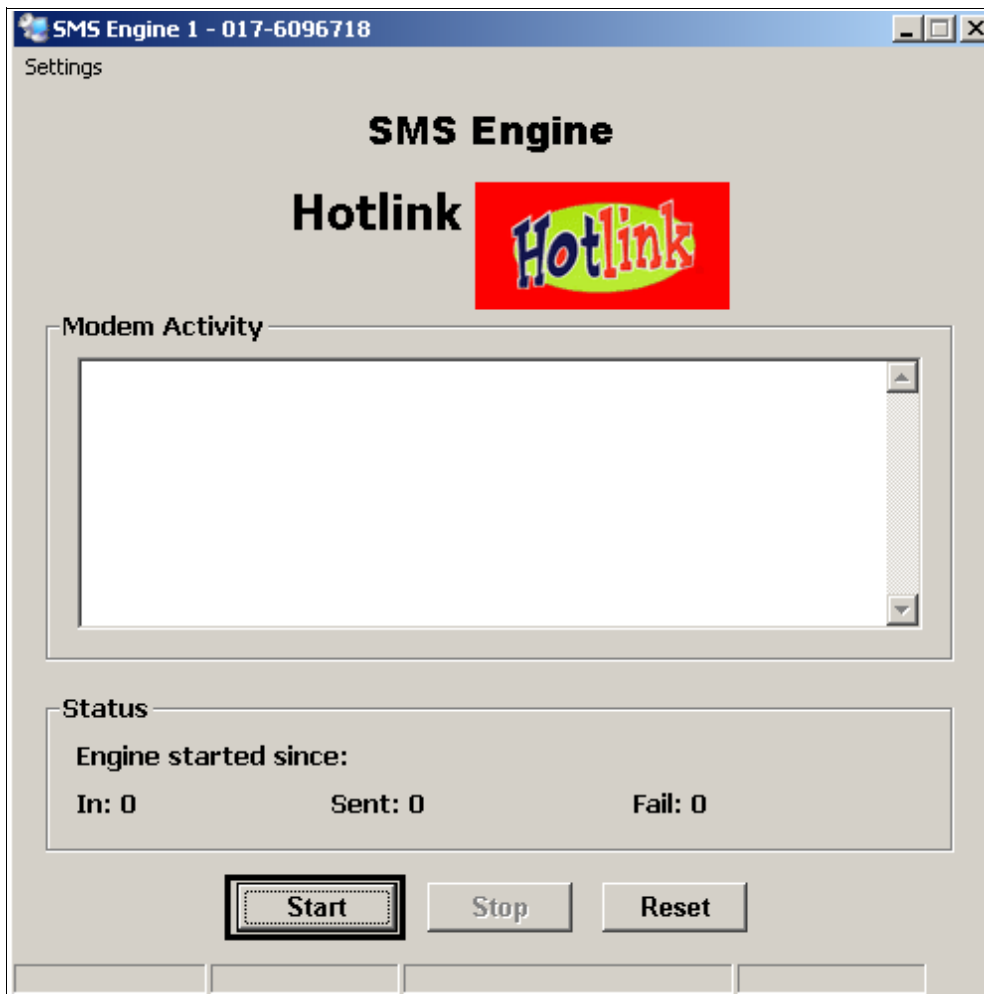 SMS Engine 1 - 017-6096718
Settings
SMS Engine
Hotlink Hotlink
Modem Activity
Status
Engine started since:
In: 0 Sent: 0 Fail: 0
Start Stop Reset